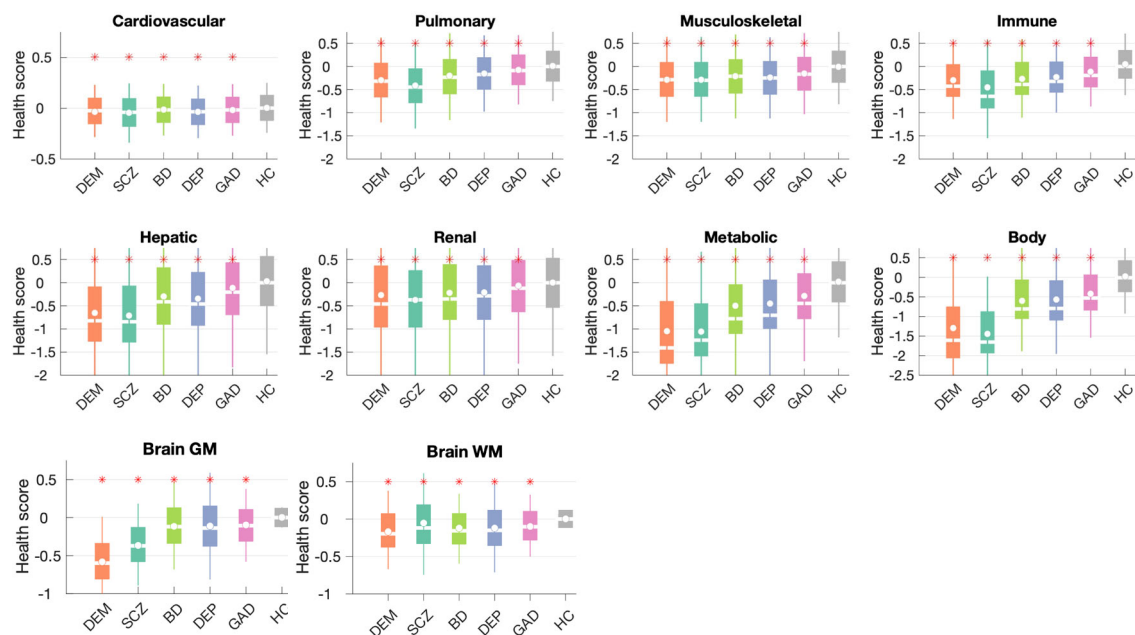 Cardiovascular
Health score
0.5
0
-0.5
DEM SCZ BD DEP GAD HC
* * * * *
Pulmonary
Health score
0.5
0
-0.5
-1
-1.5
-2
DEM SCZ BD DEP GAD HC
* * * * *
Musculoskeletal
Health score
0.5
0
-0.5
-1
-1.5
-2
DEM SCZ BD DEP GAD HC
* * * * *
Immune
Health score
0.5
0
-0.5
-1
-1.5
-2
DEM SCZ BD DEP GAD HC
* * * * *
Hepatic
Health score
0.5
0
-0.5
-1
-1.5
-2
DEM SCZ BD DEP GAD HC
* * * * *
Renal
Health score
0.5
0
-0.5
-1
-1.5
-2
DEM SCZ BD DEP GAD HC
* * * * *
Metabolic
Health score
0.5
0
-0.5
-1
-1.5
-2
DEM SCZ BD DEP GAD HC
* * * * *
Body
Health score
0.5
0
-0.5
-1
-1.5
-2
-2.5
DEM SCZ BD DEP GAD HC
* * * * *
Brain GM
Health score
0.5
0
-0.5
-1
DEM SCZ BD DEP GAD HC
* * * * *
Brain WM
Health score
0.5
0
-0.5
-1
DEM SCZ BD DEP GAD HC
* * * * *